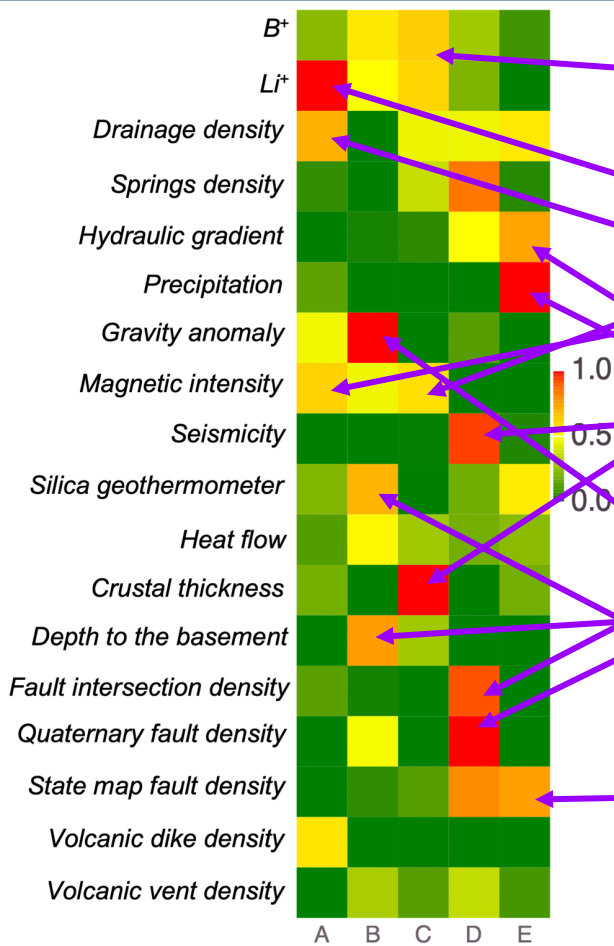 B⁺
Li⁺
Drainage density
Springs density
Hydraulic gradient
Precipitation
Gravity anomaly
Magnetic intensity
Seismicity
Silica geothermometer
Heat flow
Crustal thickness
Depth to the basement
Fault intersection density
Quaternary fault density
State map fault density
Volcanic dike density
Volcanic vent density
A B C D E
1.0
0.5
0.0